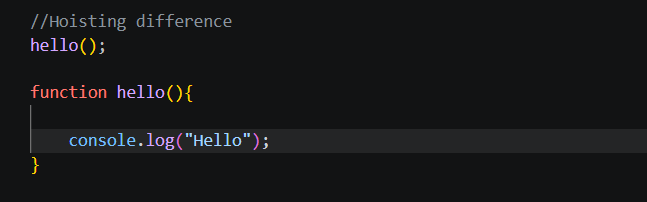 //Hoisting difference
hello();
function hello(){
console.log("Hello");
}